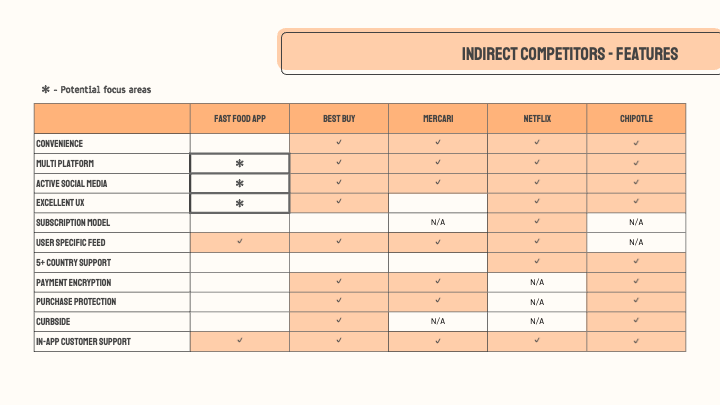 INDIRECT COMPETITORS - FEATURES
* - Potential focus areas
FAST FOOD APP BEST BUY MERCARI NETFLIX CHIPOTLE
CONVENIENCE ✓ ✓ ✓ ✓
MULTI PLATFORM * ✓ ✓ ✓ ✓
ACTIVE SOCIAL MEDIA * ✓ ✓ ✓ ✓
EXCELLENT UX * ✓ ✓ ✓
SUBSCRIPTION MODEL N/A ✓ N/A
USER SPECIFIC FEED ✓ ✓ ✓ ✓ N/A
5+ COUNTRY SUPPORT ✓ ✓
PAYMENT ENCRYPTION ✓ ✓ N/A ✓
PURCHASE PROTECTION ✓ ✓ N/A ✓
CURBSIDE ✓ N/A N/A ✓
IN-APP CUSTOMER SUPPORT ✓ ✓ ✓ ✓ ✓